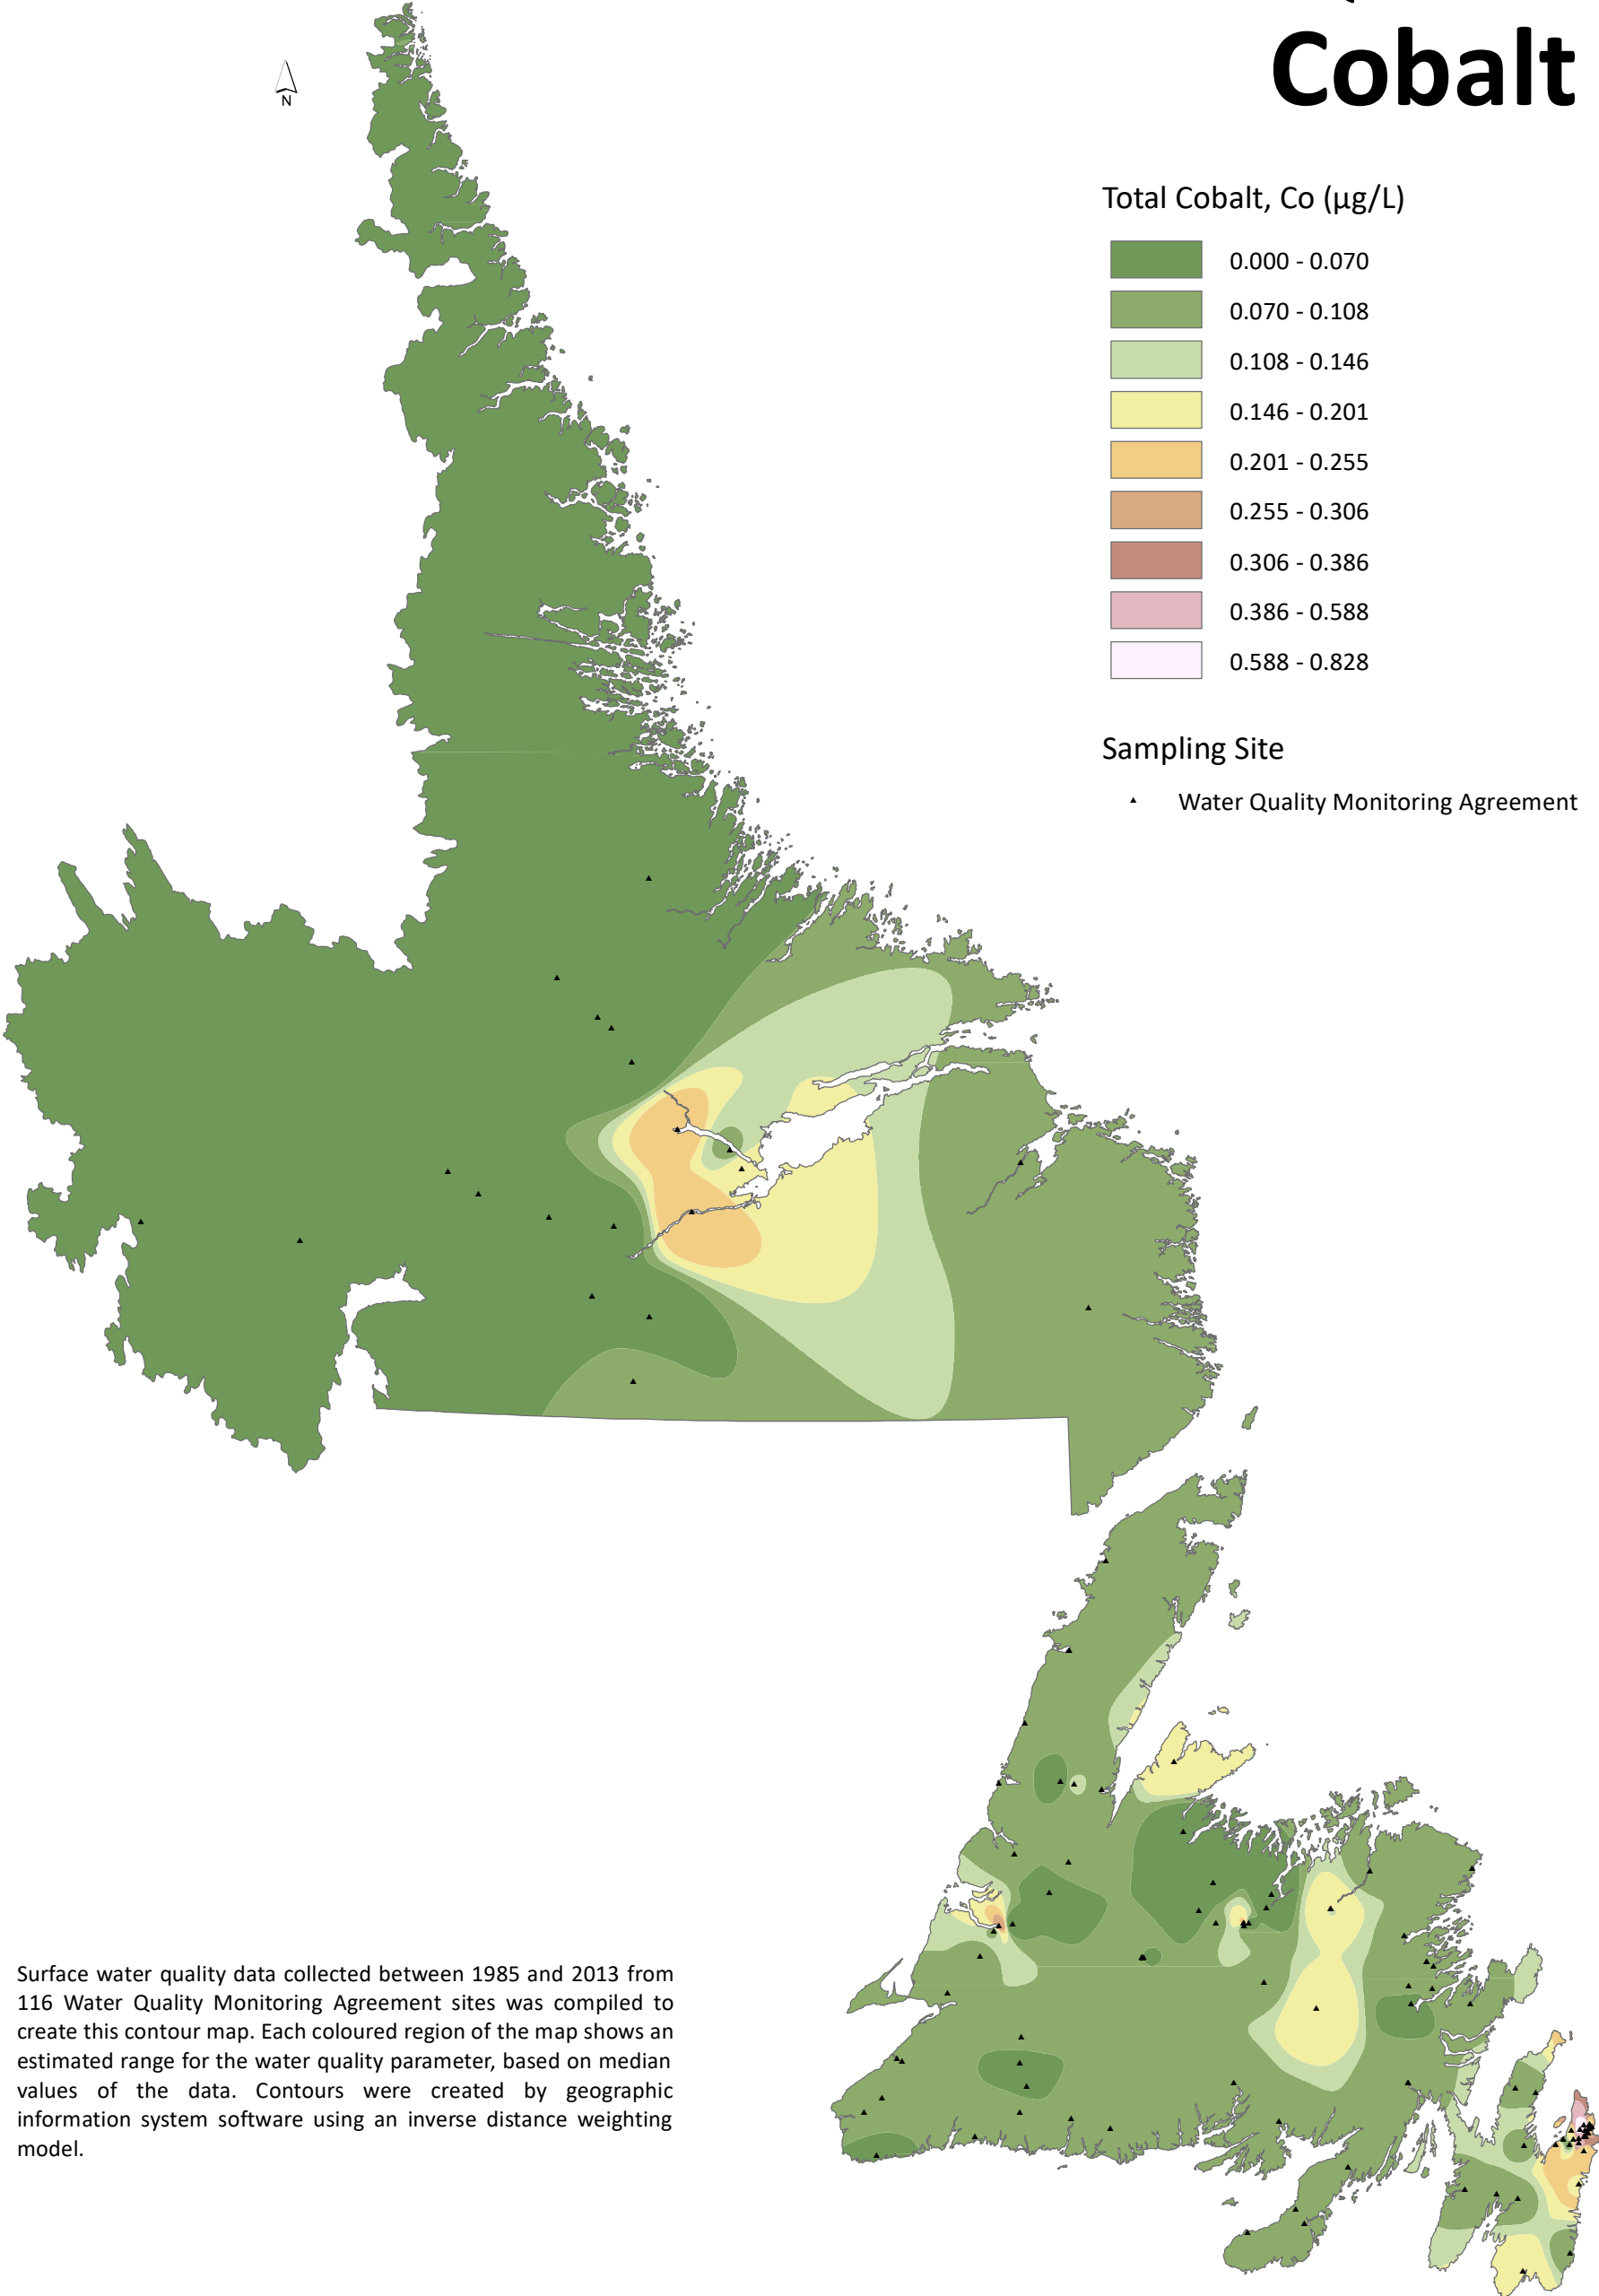 Cobalt
N
Total Cobalt, Co (µg/L)
0.000 - 0.070
0.070 - 0.108
0.108 - 0.146
0.146 - 0.201
0.201 - 0.255
0.255 - 0.306
0.306 - 0.386
0.386 - 0.588
0.588 - 0.828
Sampling Site
Water Quality Monitoring Agreement
Surface water quality data collected between 1985 and 2013 from
116 Water Quality Monitoring Agreement sites was compiled to
create this contour map. Each coloured region of the map shows an
estimated range for the water quality parameter, based on median
values of the data. Contours were created by geographic
information system software using an inverse distance weighting
model.